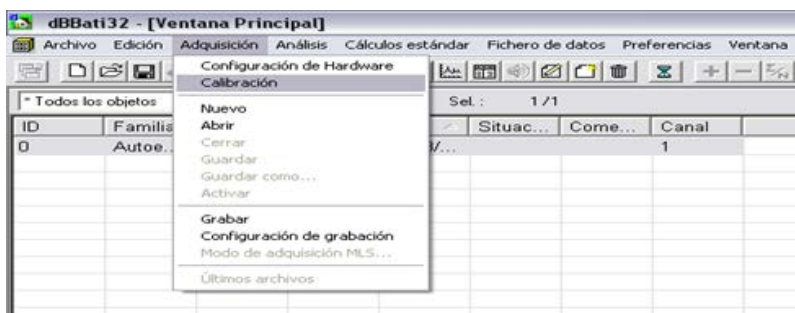 dBBati32 - [Ventana Principal]
Archivo Edición Adquisición Análisis Cálculos estándar Fichero de datos Preferencias Ventana
Configuración de Hardware
Calibración
Nuevo
Abrir
Cerrar
Guardar
Guardar como...
Activar
Grabar
Configuración de grabación
Modo de adquisición MLS...
Últimos archivos
* Todos los objetos
Sel.: 1 /1
ID Familia Situac... Come... Canal
0 Autoe... 1